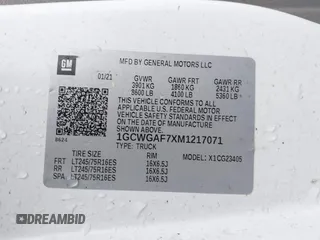 GM
MFD BY GENERAL MOTORS LLC
01/21 GVWR GAWR FRT GAWR RR
3901 KG 1860 KG 2431 KG
8600 LB 4100 LB 5360 LB
THIS VEHICLE CONFORMS TO ALL
APPLICABLE U.S. FEDERAL MOTOR
VEHICLE SAFETY STANDARDS IN
EFFECT ON THE DATE OF
MANUFACTURE SHOWN ABOVE.
1GCWGAF7XM1217071
TYPE: TRUCK
TIRE SIZE RIM X1CG23405
FRT LT245/75R16ES 16X6.5J
RR LT245/75R16ES 16X6.5J
SPA LT245/75R16ES 16X6.5J
DREAMBID